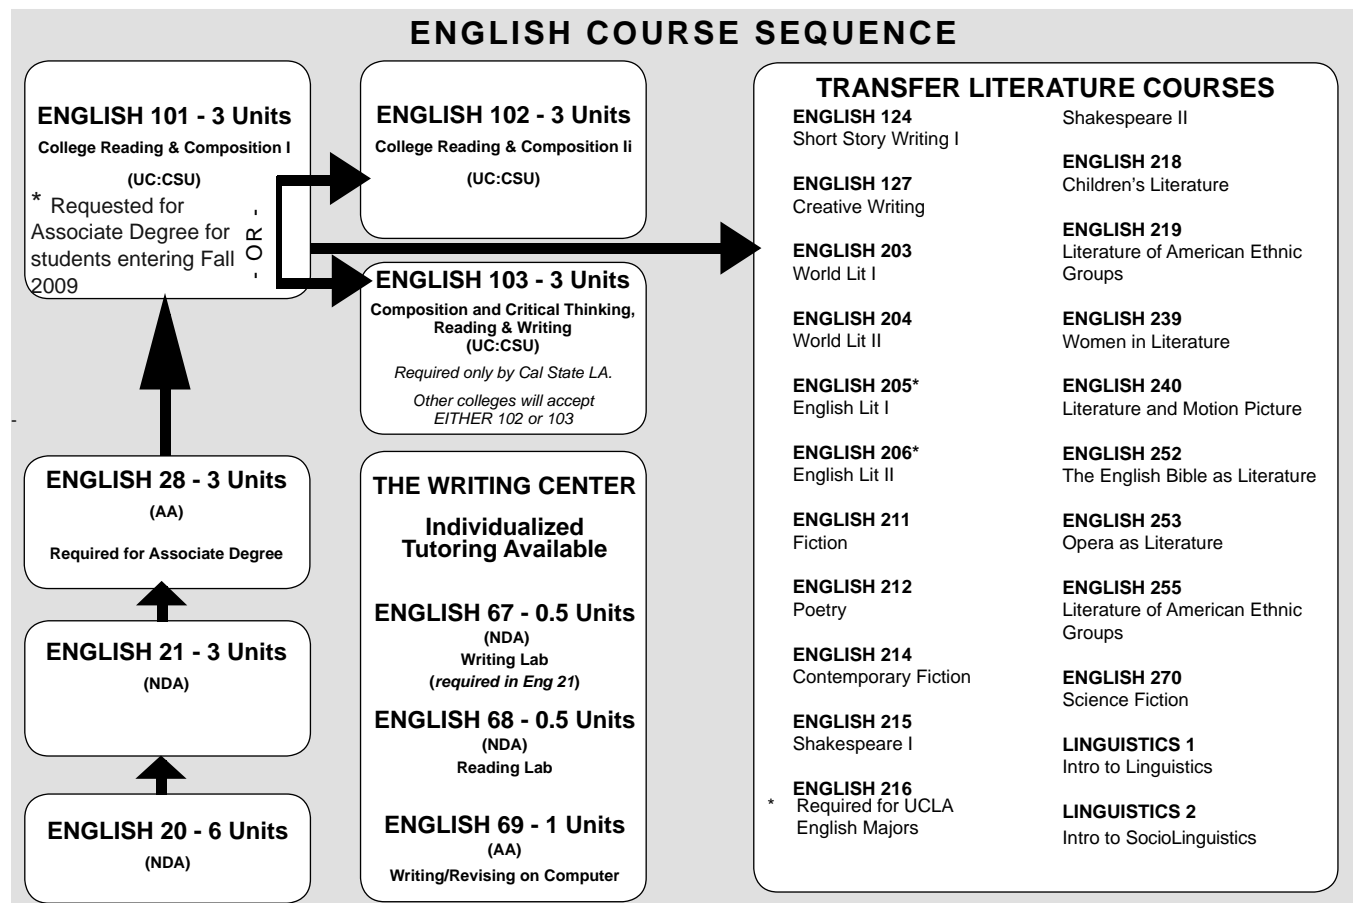 ENGLISH COURSE SEQUENCE
ENGLISH 101 - 3 Units
College Reading & Composition I
(UC:CSU)
* Requested for
Associate Degree for
students entering Fall
2009
- OR -
ENGLISH 28 - 3 Units
(AA)
Required for Associate Degree
ENGLISH 21 - 3 Units
(NDA)
ENGLISH 20 - 6 Units
(NDA)
-
ENGLISH 102 - 3 Units
College Reading & Composition Ii
(UC:CSU)
ENGLISH 103 - 3 Units
Composition and Critical Thinking,
Reading & Writing
(UC:CSU)
Required only by Cal State LA.
Other colleges will accept
EITHER 102 or 103
THE WRITING CENTER
Individualized
Tutoring Available
ENGLISH 67 - 0.5 Units
(NDA)
Writing Lab
(required in Eng 21)
ENGLISH 68 - 0.5 Units
(NDA)
Reading Lab
ENGLISH 69 - 1 Units
(AA)
Writing/Revising on Computer
TRANSFER LITERATURE COURSES
ENGLISH 124
Short Story Writing I
ENGLISH 127
Creative Writing
ENGLISH 203
World Lit I
ENGLISH 204
World Lit II
ENGLISH 205*
English Lit I
ENGLISH 206*
English Lit II
ENGLISH 211
Fiction
ENGLISH 212
Poetry
ENGLISH 214
Contemporary Fiction
ENGLISH 215
Shakespeare I
ENGLISH 216
* Required for UCLA
English Majors
Shakespeare II
ENGLISH 218
Children's Literature
ENGLISH 219
Literature of American Ethnic
Groups
ENGLISH 239
Women in Literature
ENGLISH 240
Literature and Motion Picture
ENGLISH 252
The English Bible as Literature
ENGLISH 253
Opera as Literature
ENGLISH 255
Literature of American Ethnic
Groups
ENGLISH 270
Science Fiction
LINGUISTICS 1
Intro to Linguistics
LINGUISTICS 2
Intro to SocioLinguistics